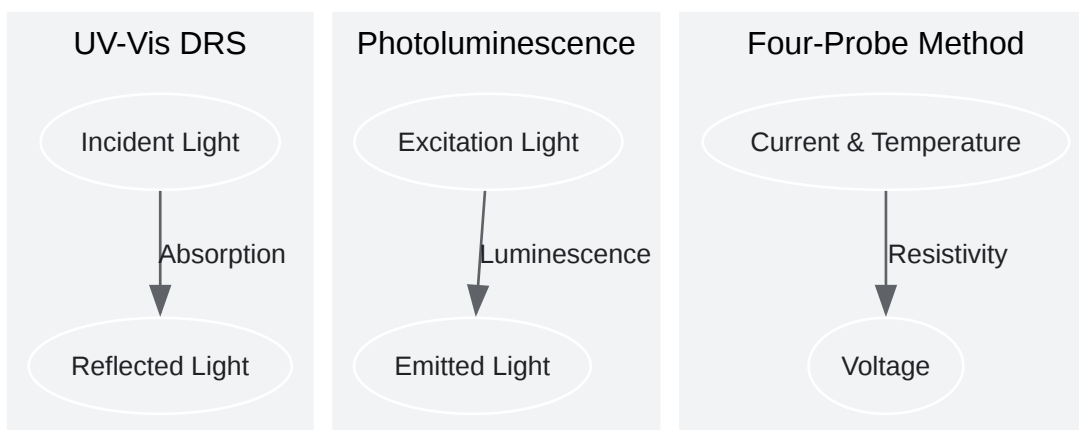 UV-Vis DRS
Incident Light
Absorption
Reflected Light
Photoluminescence
Excitation Light
Luminescence
Emitted Light
Four-Probe Method
Current & Temperature
Resistivity
Voltage